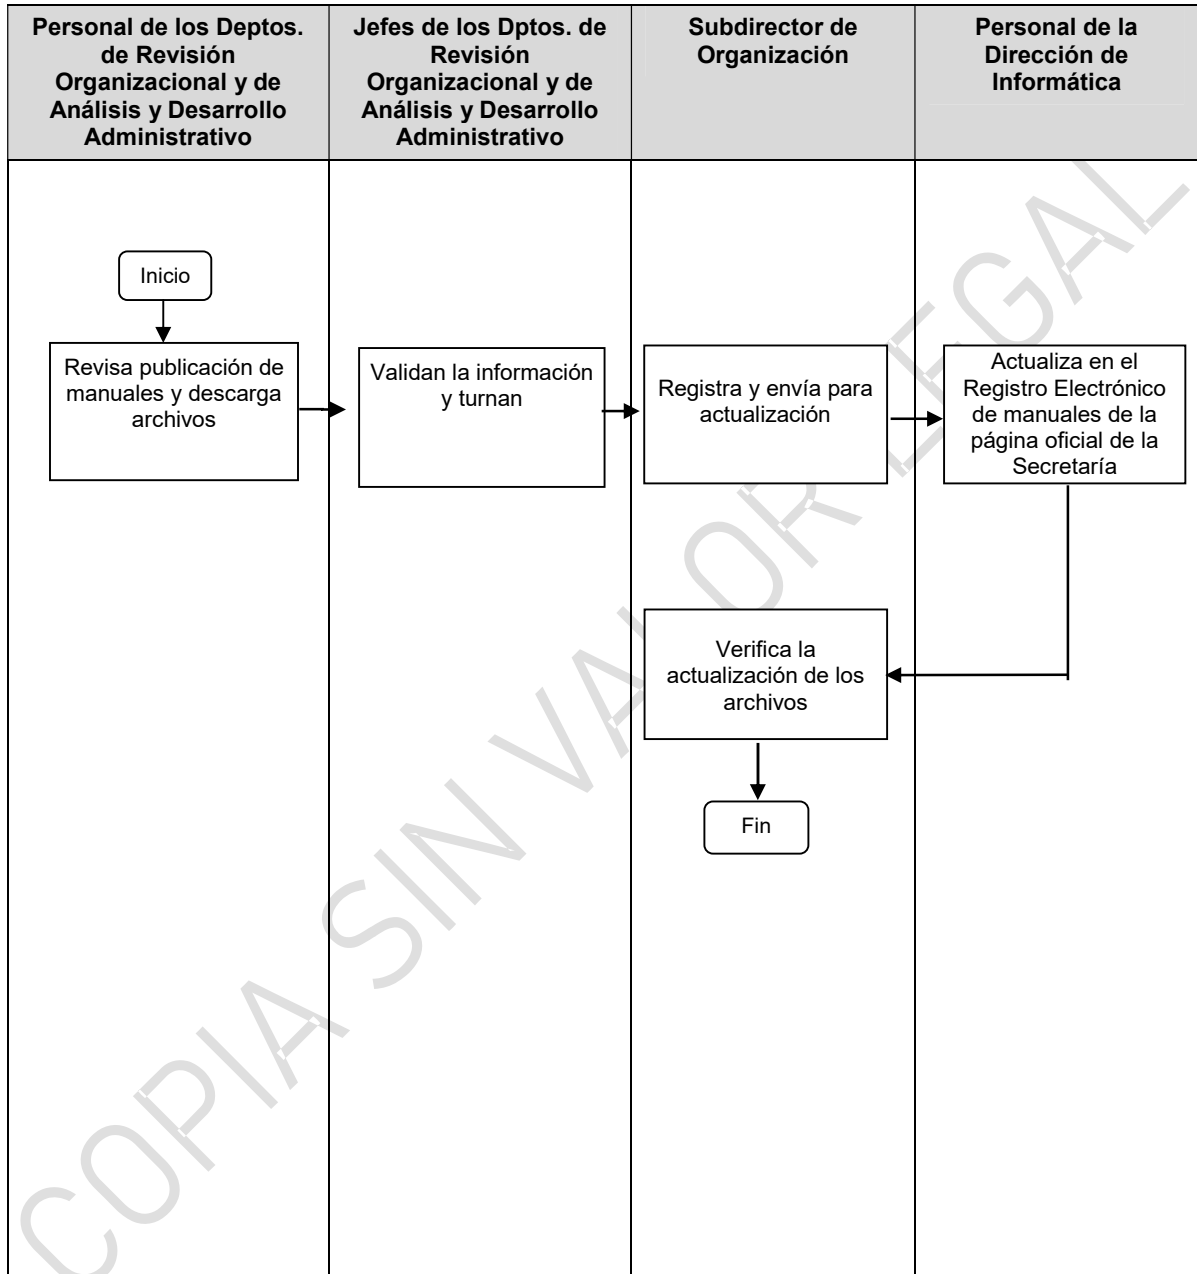 Personal de los Deptos.
de Revisión
Organizacional y de
Análisis y Desarrollo
Administrativo
Jefes de los Dptos. de
Revisión
Organizacional y de
Análisis y Desarrollo
Administrativo
Subdirector de
Organización
Personal de la
Dirección de
Informática
Inicio
Revisa publicación de
manuales y descarga
archivos
Validan la información
y turnan
Registra y envía para
actualización
Actualiza en el
Registro Electrónico
de manuales de la
página oficial de la
Secretaría
Verifica la
actualización de los
archivos
Fin
COPIA SIN VALOR LEGAL